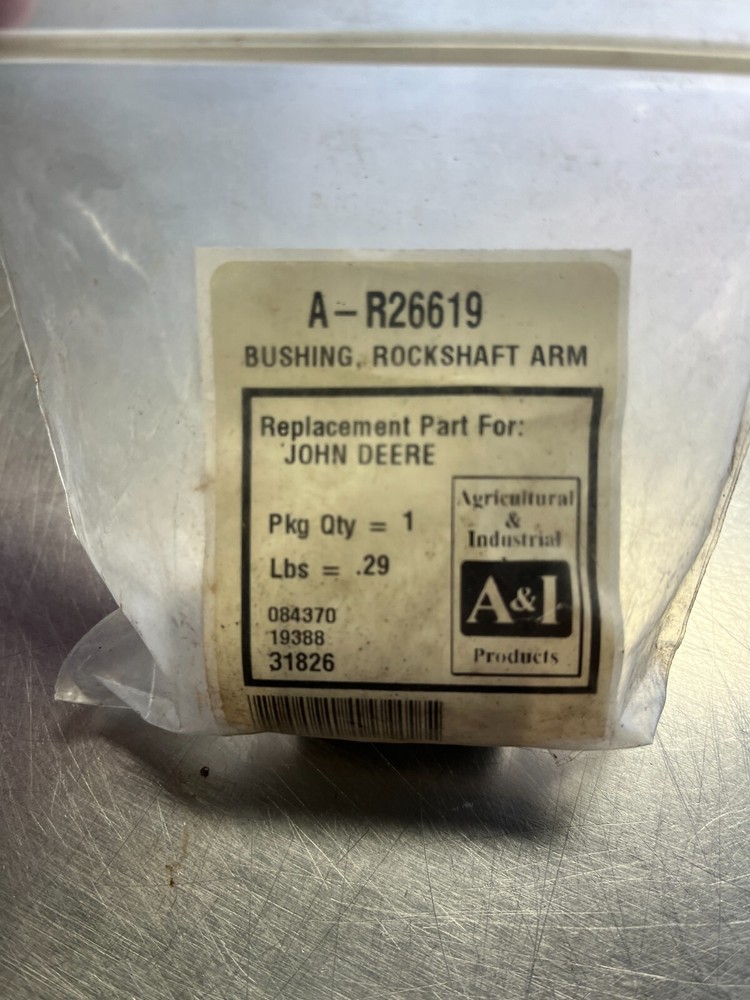 A-R26619
BUSHING, ROCKSHAFT ARM
Replacement Part For:
JOHN DEERE
Pkg Qty = 1
Lbs = .29
084370
19388
31826
Agricultural
&
Industrial
A&I
Products